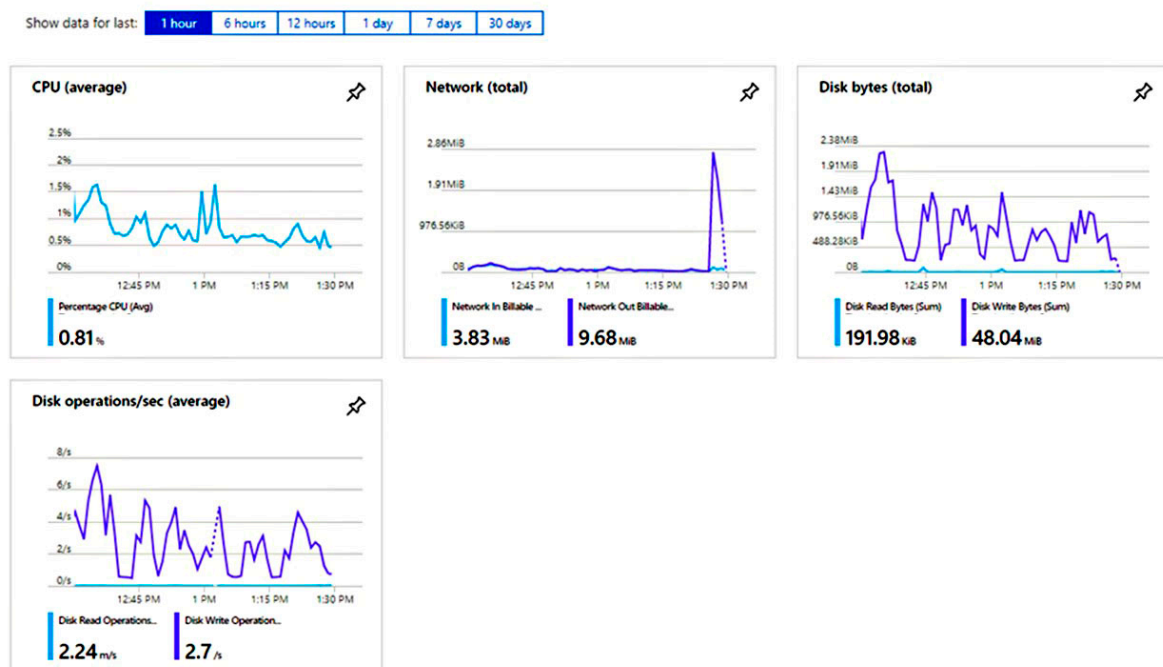 Show data for last: 1 hour 6 hours 12 hours 1 day 7 days 30 days
CPU (average)
2.5%
2%
1.5%
1%
0.5%
0%
12:45 PM 1 PM 1:15 PM 1:30 PM
Percentage CPU (Avg)
0.81 %
Network (total)
2.86MiB
1.91MiB
976.56KiB
0B
12:45 PM 1 PM 1:15 PM 1:30 PM
Network In Billable ... Network Out Billable...
3.83 MiB 9.68 MiB
Disk bytes (total)
2.38MiB
1.91MiB
1.43MiB
976.56KiB
488.28KiB
0B
12:45 PM 1 PM 1:15 PM 1:30 PM
Disk Read Bytes (Sum) Disk Write Bytes (Sum)
191.98 KiB 48.04 MiB
Disk operations/sec (average)
8/s
6/s
4/s
2/s
0/s
12:45 PM 1 PM 1:15 PM 1:30 PM
Disk Read Operations... Disk Write Operation...
2.24 m/s 2.7 /s